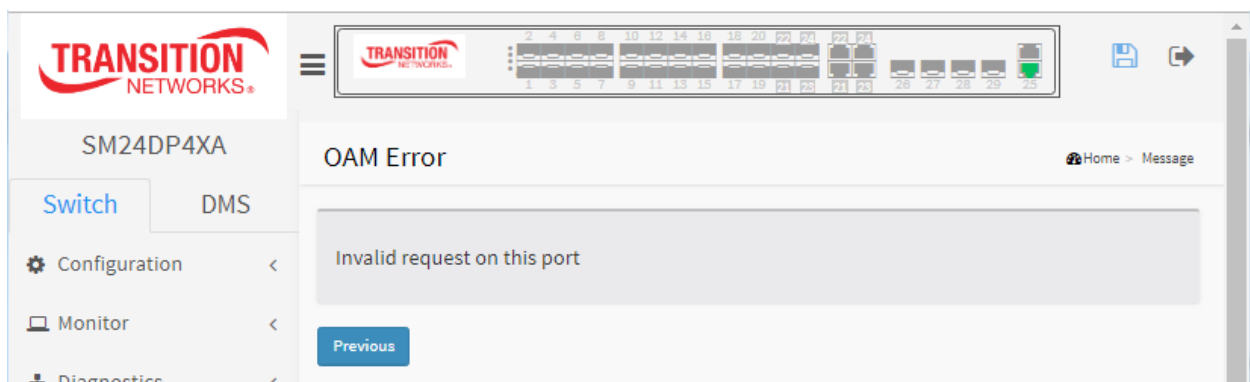 TRANSITION
NETWORKS®
TRANSITION
NETWORKS®
2 4 6 8 10 12 14 16 18 20 22 24 22 24
1 3 5 7 9 11 13 15 17 19 21 23 21 23 26 27 28 29 25
SM24DP4XA
OAM Error
Home > Message
Switch DMS
Invalid request on this port
Configuration
Monitor
Previous
Diagnostics